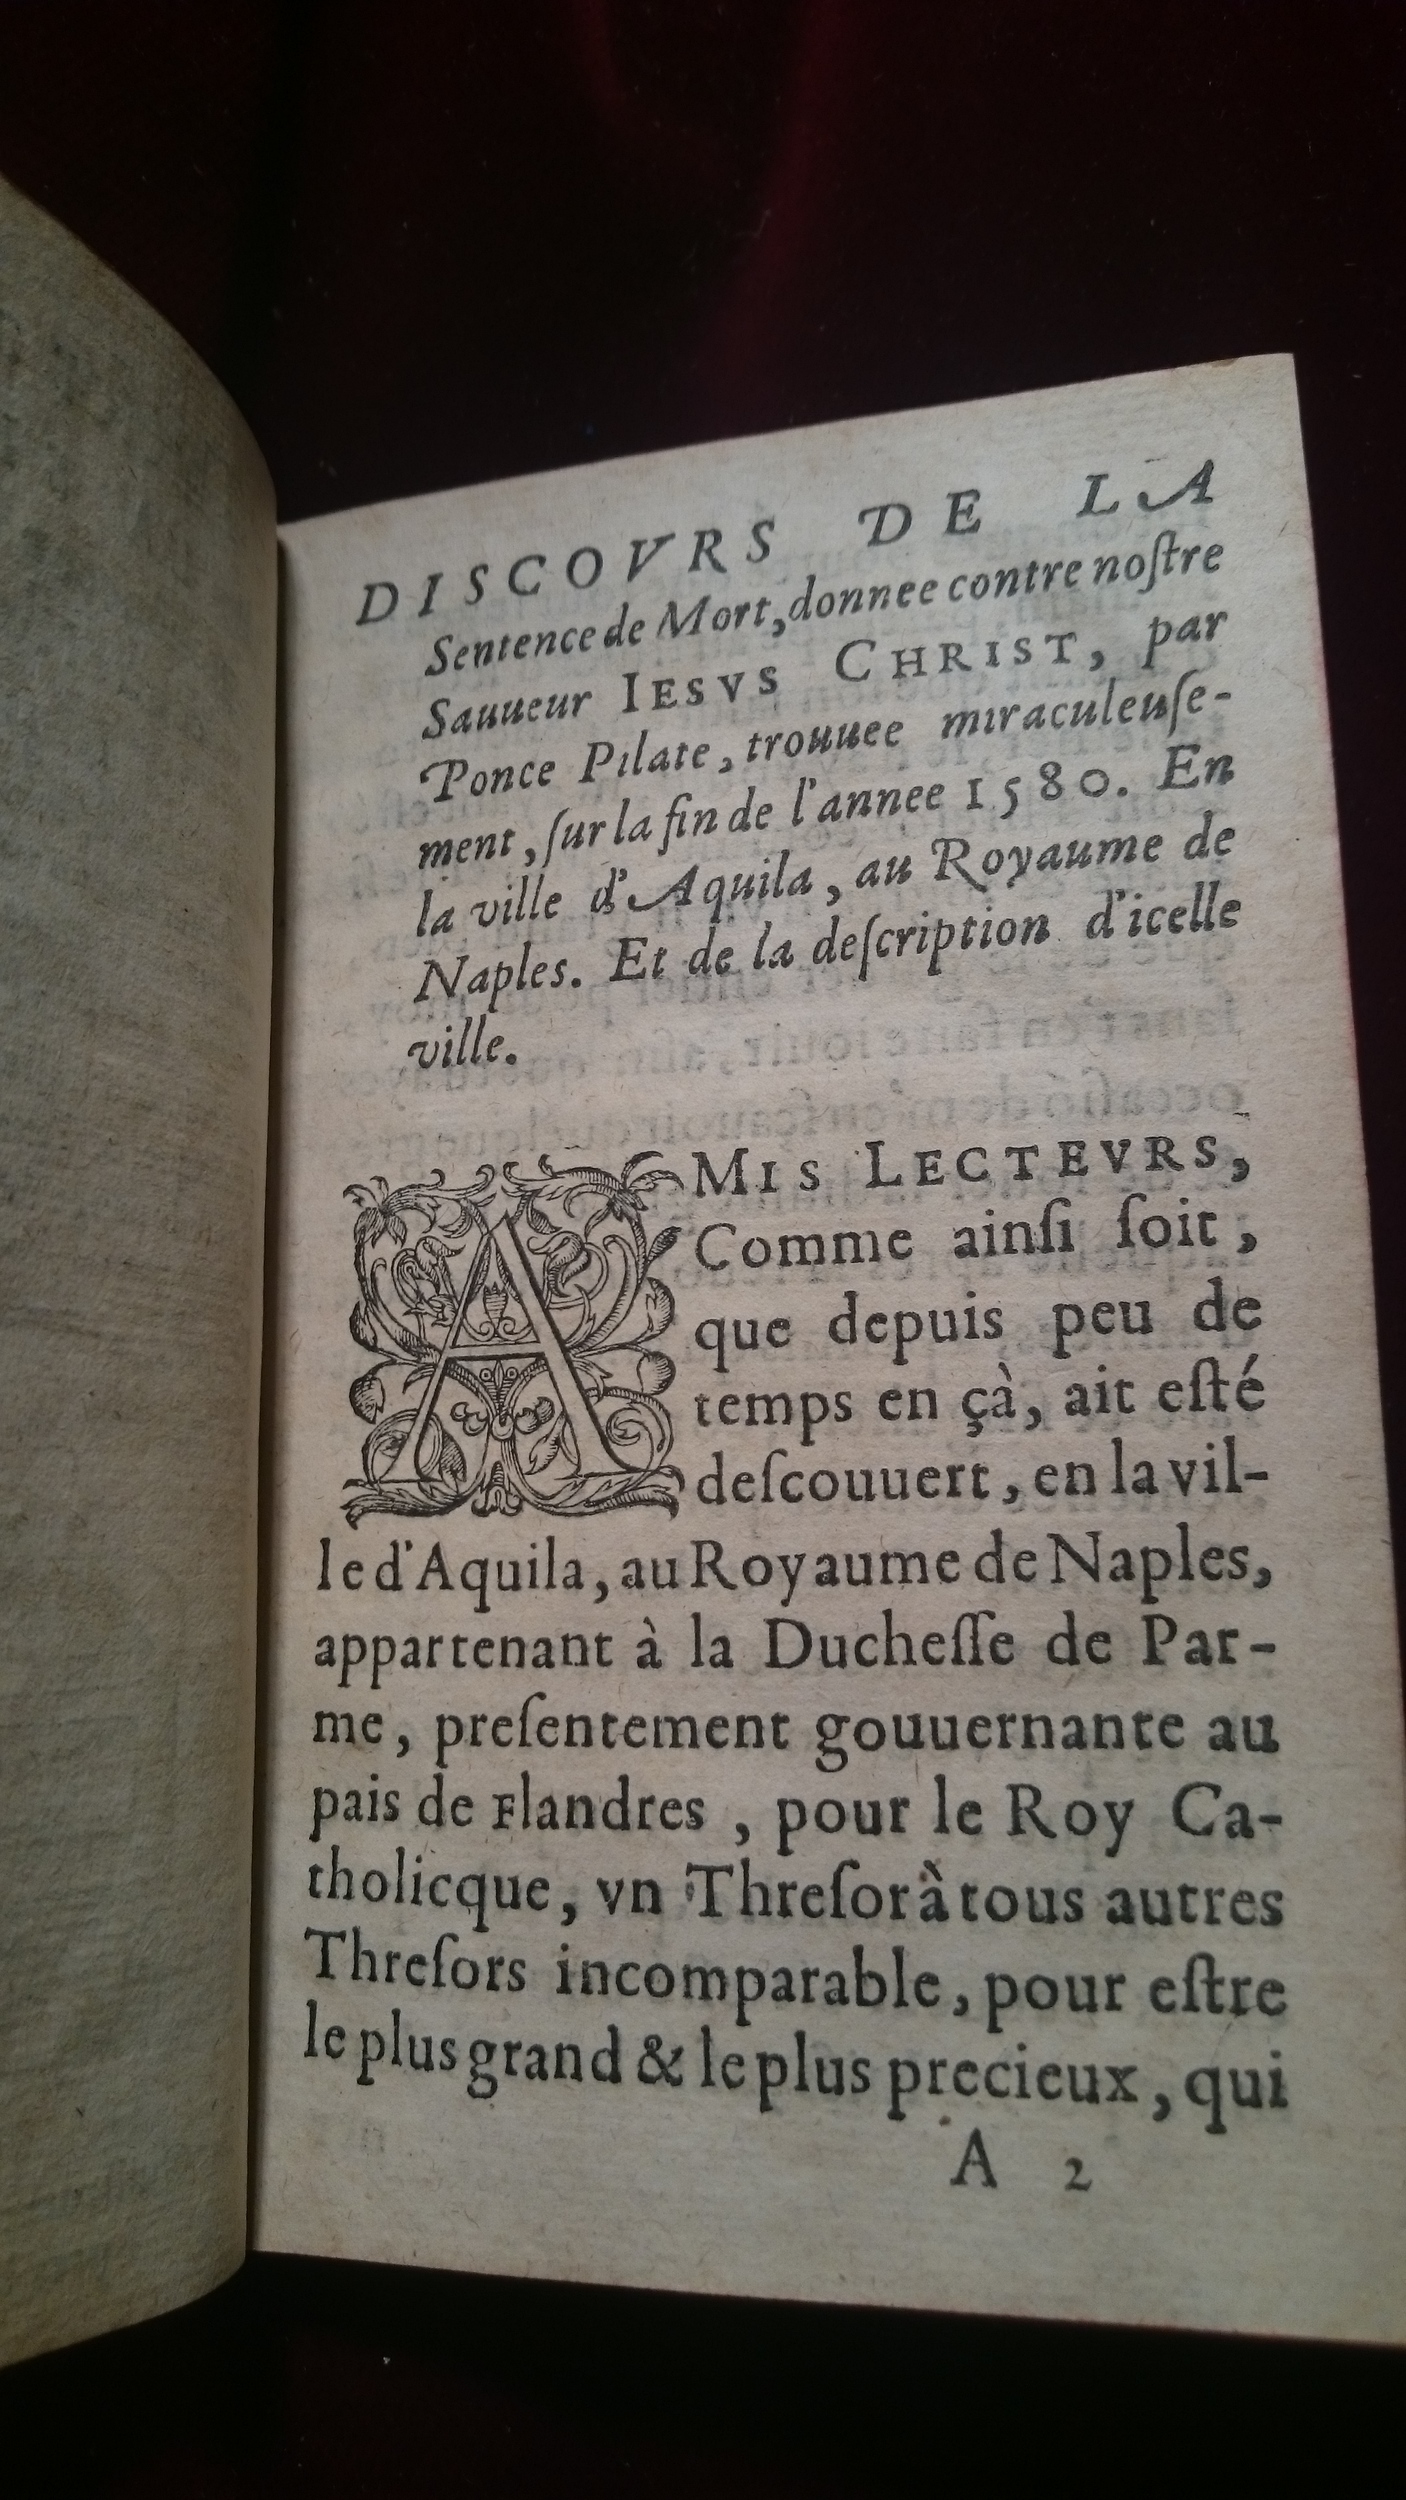 DISCOVRS DE LA
Sentence de Mort, donnee contre noſtre
Sauueur IESVS CHRIST, par
Ponce Pilate, trouuee miraculeuſe-
ment, ſur la fin de l'annee 1580. En
la ville d'Aquila, au Royaume de
Naples. Et de la deſcription d'icelle
ville.
AMIS LECTEVRS,
Comme ainſi ſoit,
que depuis peu de
temps en çà, ait eſté
deſcouuert, en la vil-
le d'Aquila, au Royaume de Naples,
appartenant à la Ducheſſe de Par-
me, preſentement gouuernante au
pais de Flandres, pour le Roy Ca-
tholicque, vn Threſor à tous autres
Threſors incomparable, pour eſtre
le plus grand & le plus precieux, qui
A 2